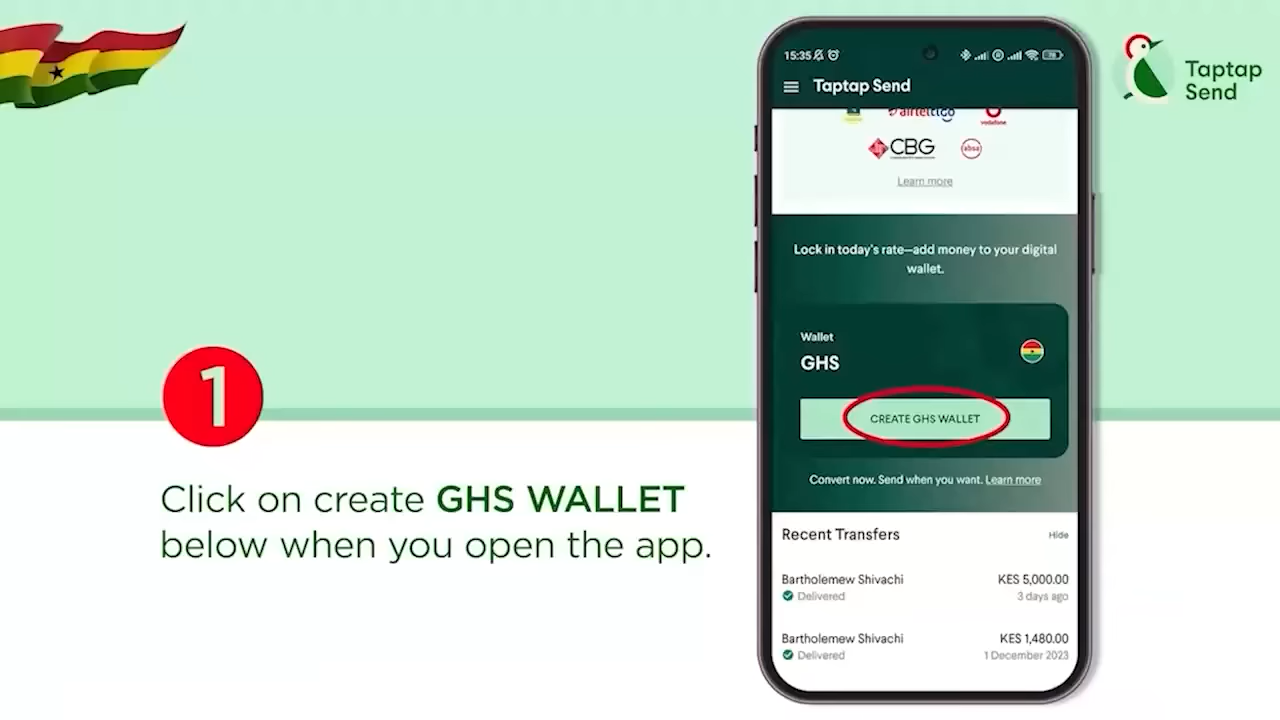 15:35
Taptap Send
airteltigo
vodafone
CBG
absa
Learn more
Lock in today's rate—add money to your digital
wallet.
Wallet
GHS
CREATE GHS WALLET
Convert now. Send when you want. Learn more
Recent Transfers
Hide
Bartholemew Shivachi
KES 5,000.00
Delivered
3 days ago
Bartholemew Shivachi
KES 1,480.00
Delivered
1 December 2023
Taptap
Send
1
Click on create GHS WALLET
below when you open the app.